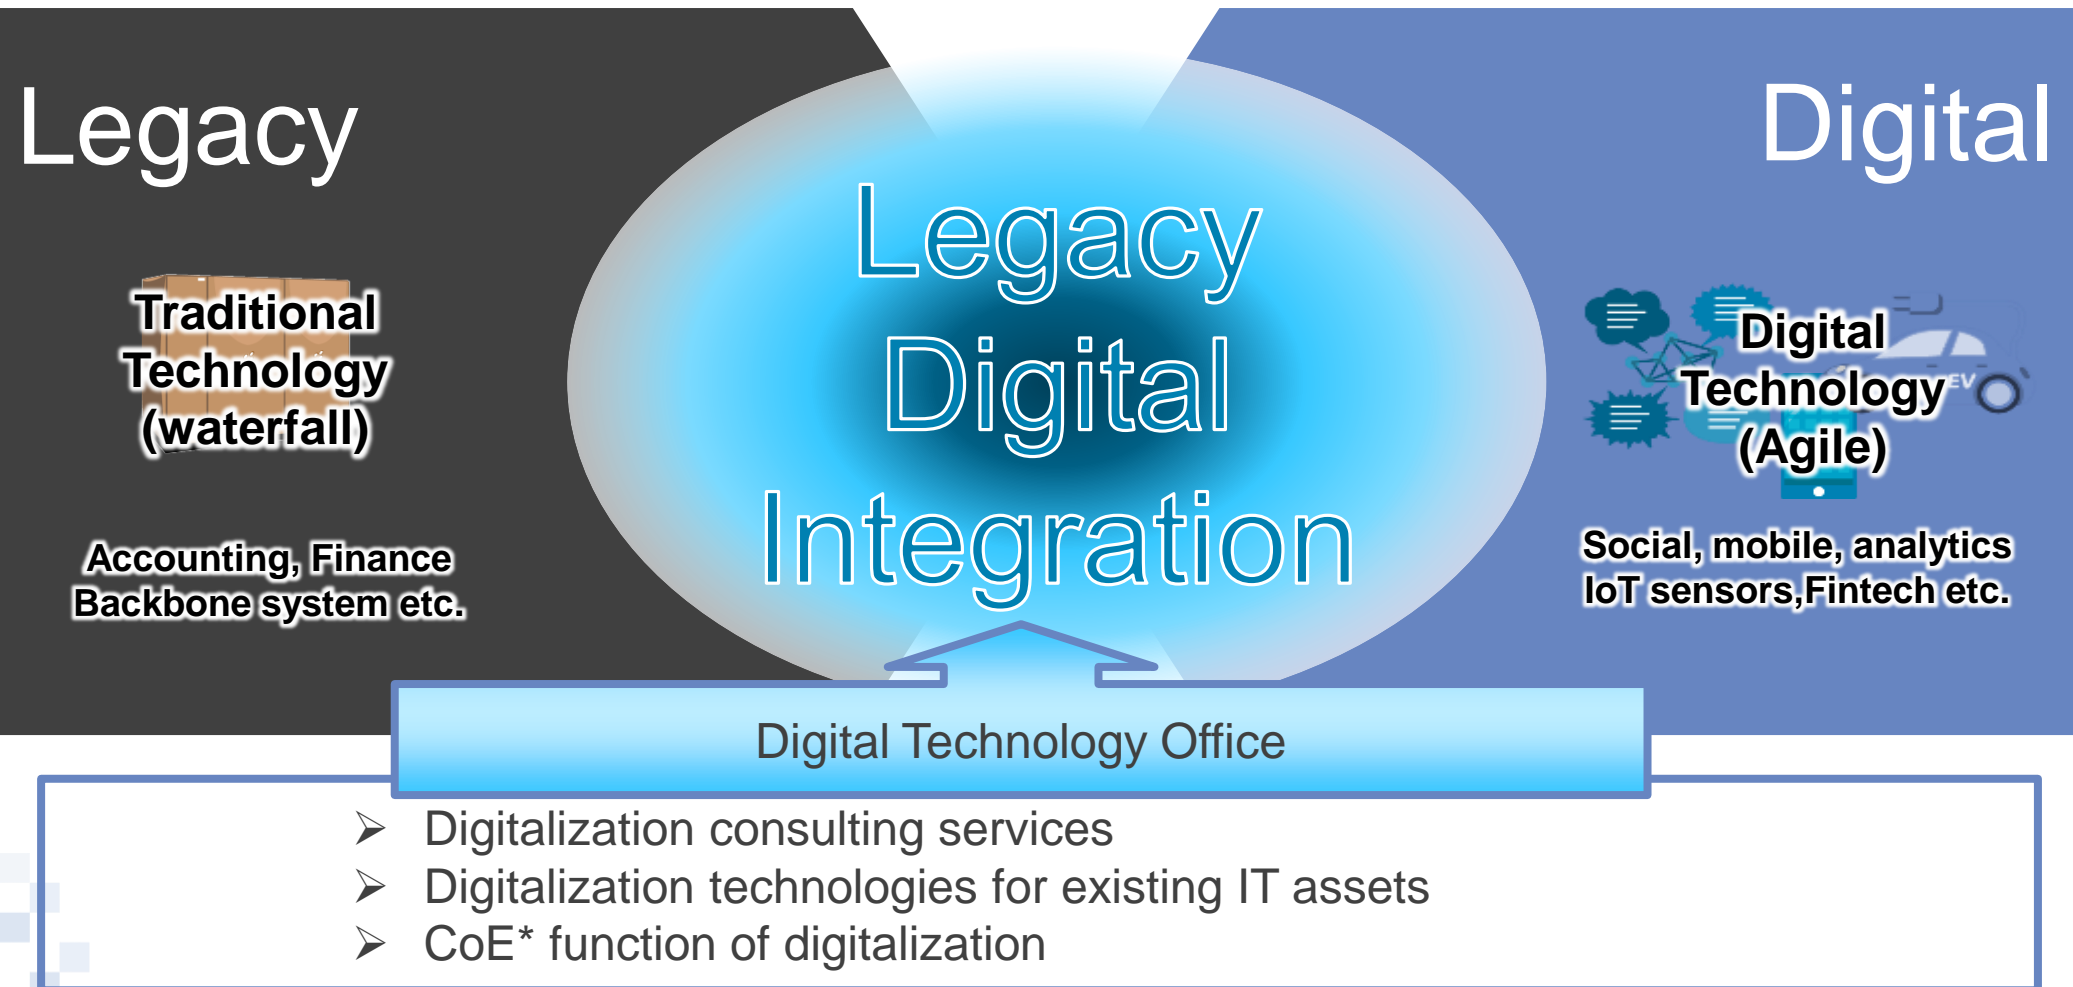 Legacy
Digital
Legacy
Digital
Integration
Traditional
Technology
(waterfall)
Accounting, Finance
Backbone system etc.
Digital
Technology
(Agile)
EV
Social, mobile, analytics
IoT sensors,Fintech etc.
Digital Technology Office
➢ Digitalization consulting services
➢ Digitalization technologies for existing IT assets
➢ CoE* function of digitalization